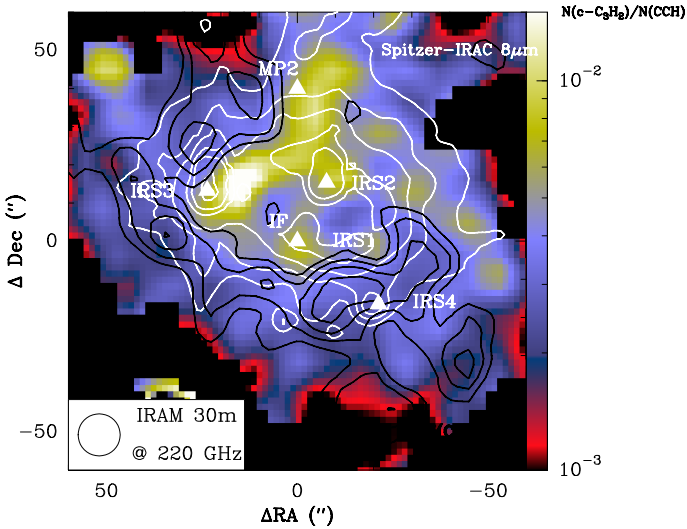 N(c-C₃H₂)/N(CCH)
50
Spitzer-IRAC 8μm
MP2
10⁻²
IRS3
IRS2
IF
0
IRS1
Δ Dec (″)
IRS4
IRAM 30m
−50
@ 220 GHz
10⁻³
50
0
−50
ΔRA (″)